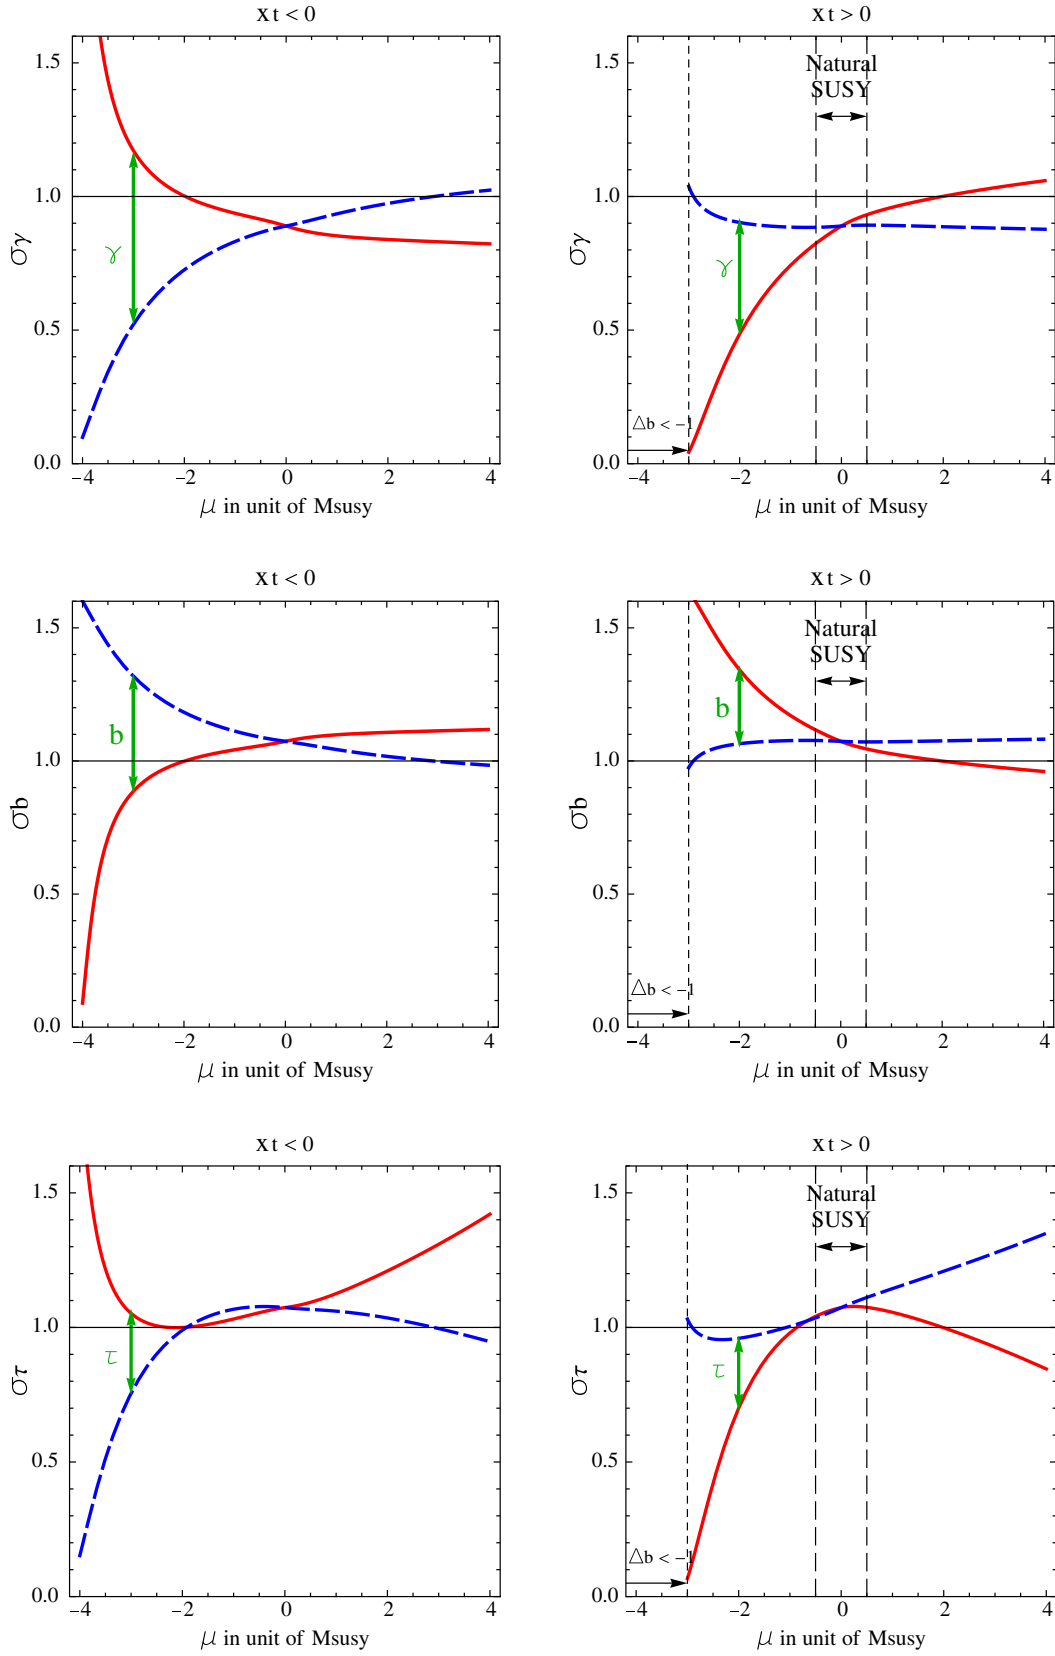 xt < 0
1.5
1.0
0.5
0.0
σγ
γ
−4 −2 0 2 4
μ in unit of Msusy
xt > 0
Natural
SUSY
1.5
1.0
0.5
0.0
σγ
γ
Δb < −1
−4 −2 0 2 4
μ in unit of Msusy
xt < 0
1.5
1.0
0.5
0.0
σb
b
−4 −2 0 2 4
μ in unit of Msusy
xt > 0
Natural
SUSY
1.5
1.0
0.5
0.0
σb
b
Δb < −1
−4 −2 0 2 4
μ in unit of Msusy
xt < 0
1.5
1.0
0.5
0.0
στ
τ
−4 −2 0 2 4
μ in unit of Msusy
xt > 0
Natural
SUSY
1.5
1.0
0.5
0.0
στ
τ
Δb < −1
−4 −2 0 2 4
μ in unit of Msusy